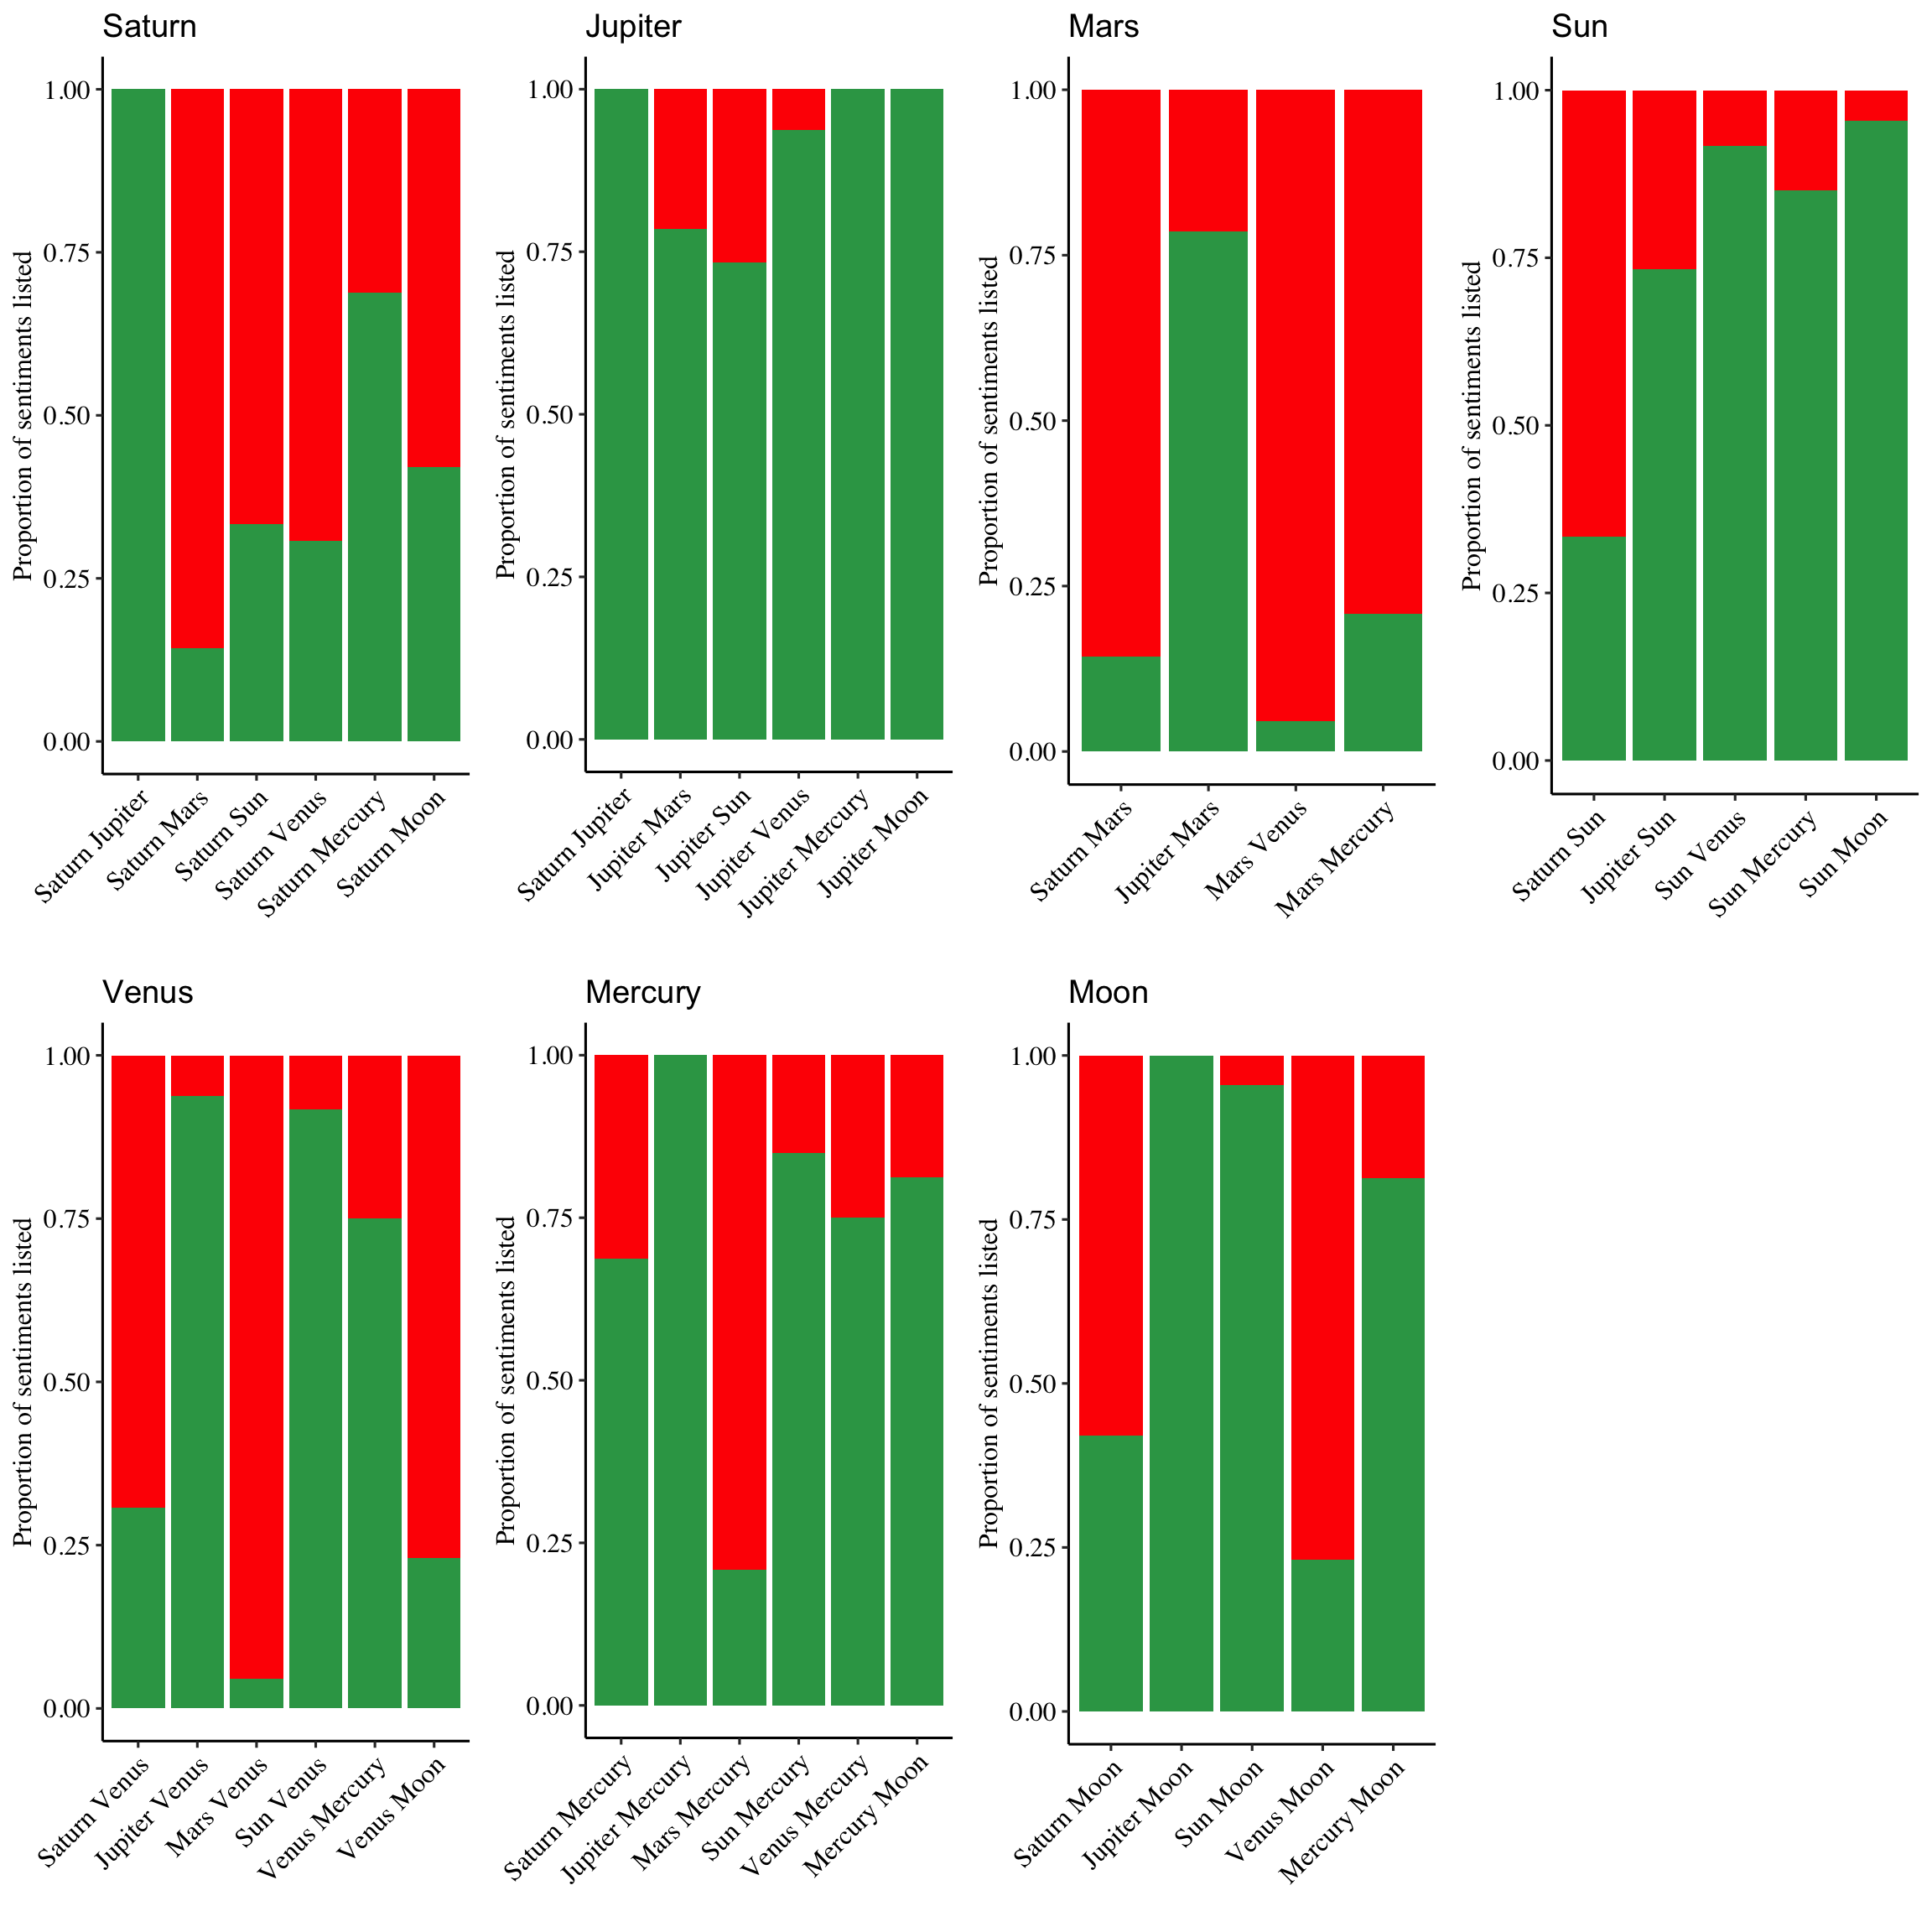 Saturn
Proportion of sentiments listed
1.00
0.75
0.50
0.25
0.00
Saturn Jupiter
Saturn Mars
Saturn Sun
Saturn Venus
Saturn Mercury
Saturn Moon
Jupiter
Proportion of sentiments listed
1.00
0.75
0.50
0.25
0.00
Saturn Jupiter
Jupiter Mars
Jupiter Sun
Jupiter Venus
Jupiter Mercury
Jupiter Moon
Mars
Proportion of sentiments listed
1.00
0.75
0.50
0.25
0.00
Saturn Mars
Jupiter Mars
Mars Venus
Mars Mercury
Sun
Proportion of sentiments listed
1.00
0.75
0.50
0.25
0.00
Saturn Sun
Jupiter Sun
Sun Venus
Sun Mercury
Sun Moon
Venus
Proportion of sentiments listed
1.00
0.75
0.50
0.25
0.00
Saturn Venus
Jupiter Venus
Mars Venus
Sun Venus
Venus Mercury
Venus Moon
Mercury
Proportion of sentiments listed
1.00
0.75
0.50
0.25
0.00
Saturn Mercury
Jupiter Mercury
Mars Mercury
Sun Mercury
Venus Mercury
Mercury Moon
Moon
Proportion of sentiments listed
1.00
0.75
0.50
0.25
0.00
Saturn Moon
Jupiter Moon
Sun Moon
Venus Moon
Mercury Moon